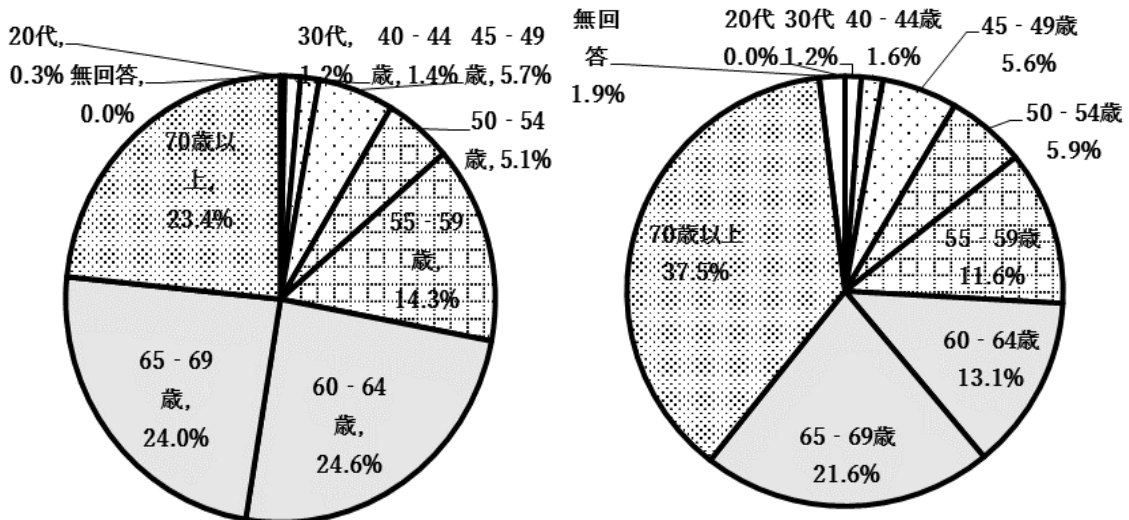 20代,
0.3%
無回答,
0.0%
30代,
1.2%
40‐44
歳, 1.4%
45‐49
歳, 5.7%
50‐54
歳, 5.1%
55‐59
歳,
14.3%
60‐64
歳,
24.6%
65‐69
歳,
24.0%
70歳以
上,
23.4%
無回
答
1.9%
20代
0.0%
30代
1.2%
40‐44歳
1.6%
45‐49歳
5.6%
50‐54歳
5.9%
55‐59歳
11.6%
60‐64歳
13.1%
65‐69歳
21.6%
70歳以上
37.5%